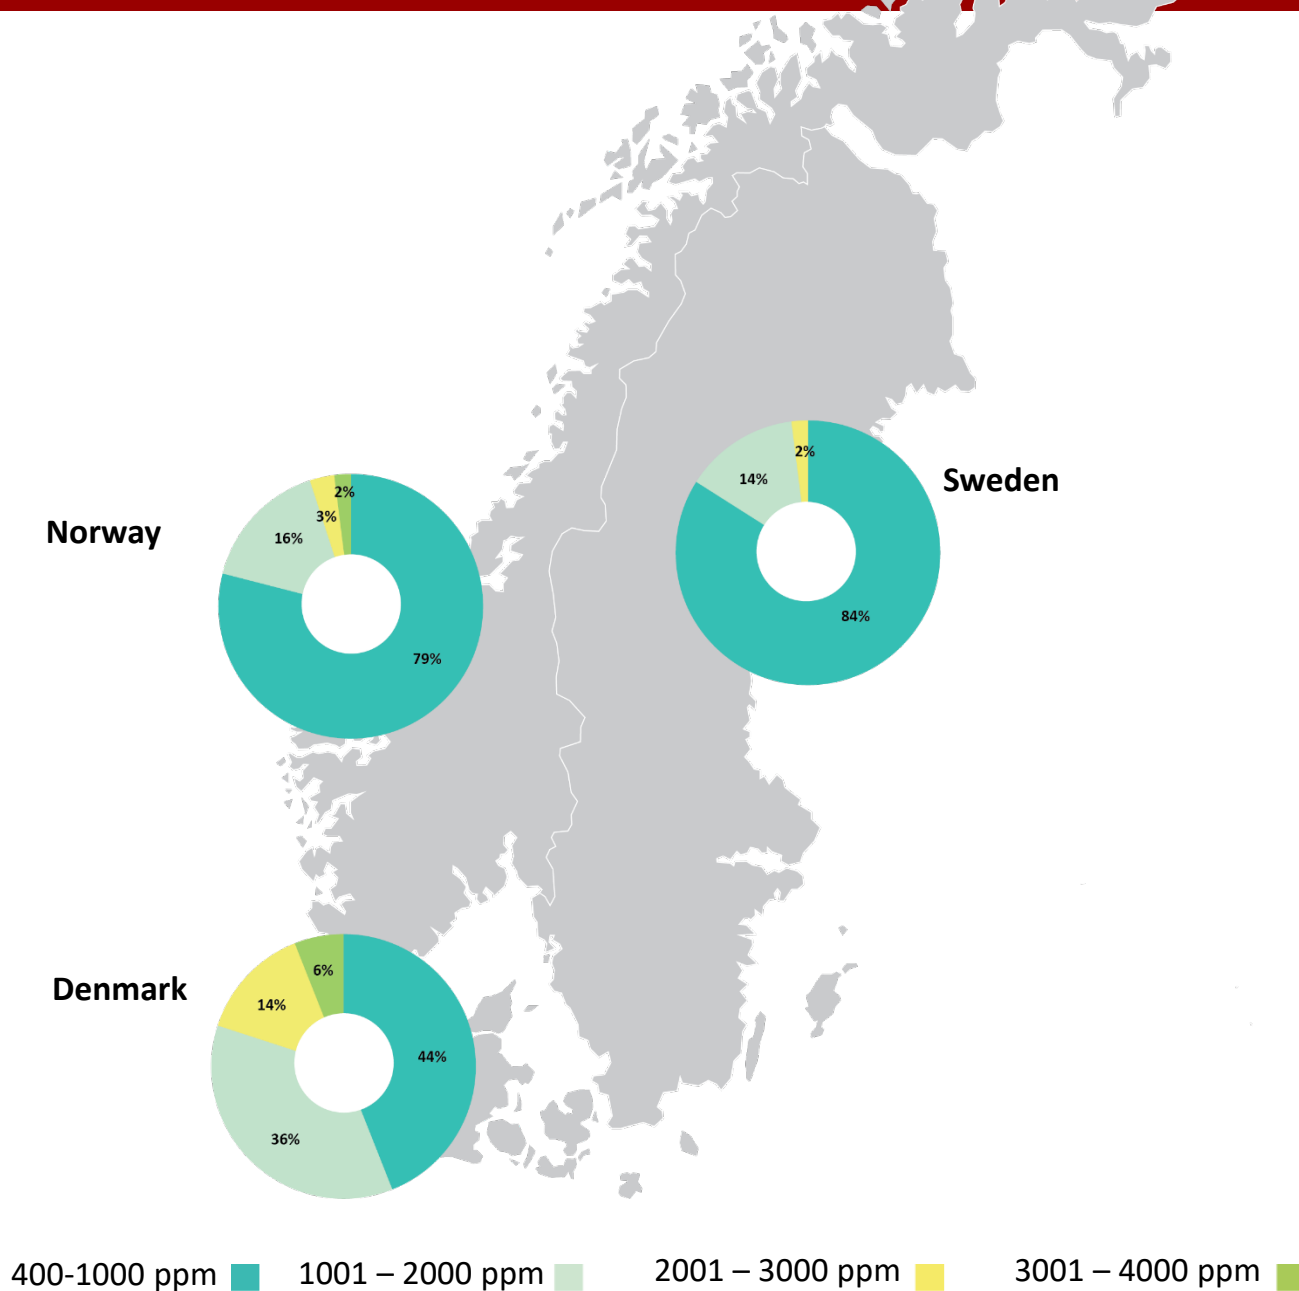 2%
Sweden
14%
2%
Norway
3%
16%
84%
79%
6%
Denmark
14%
44%
36%
400-1000 ppm
1001 – 2000 ppm
2001 – 3000 ppm
3001 – 4000 ppm